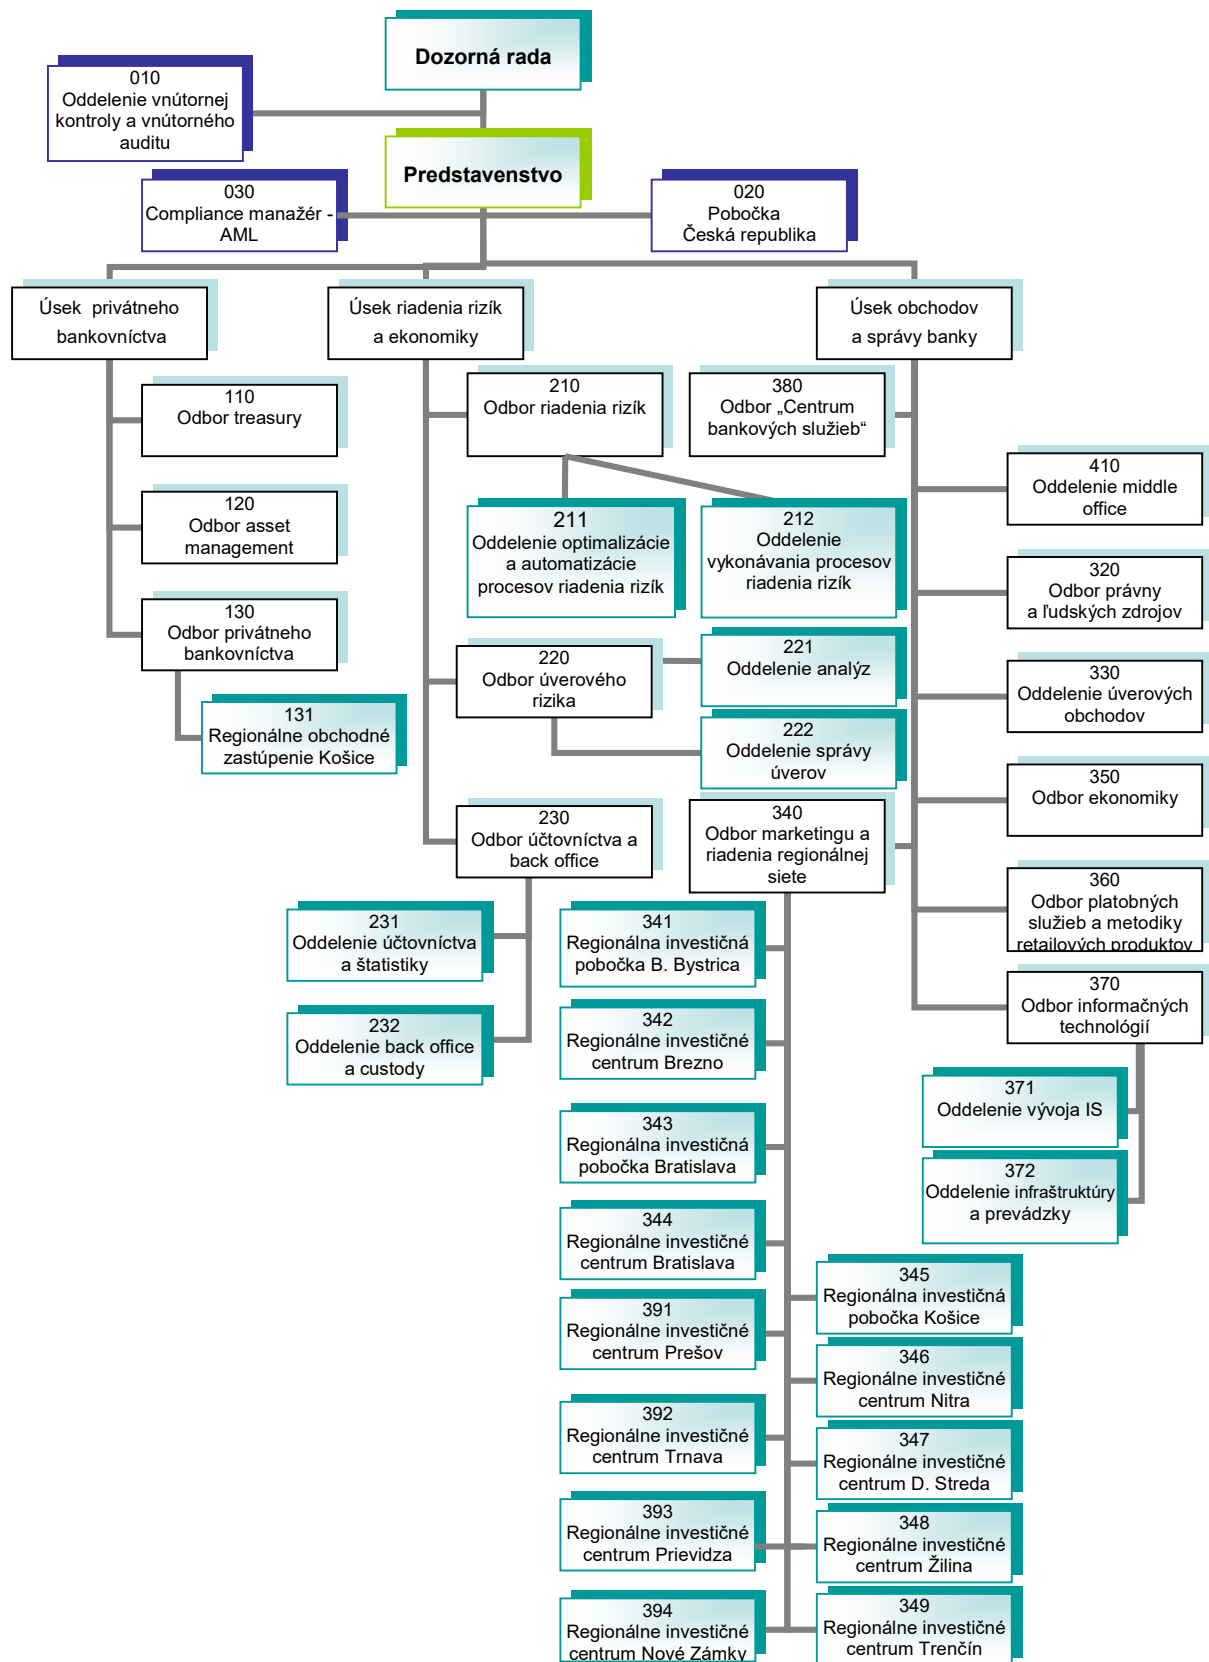 Dozorná rada
010
Oddelenie vnútornej
kontroly a vnútorného
auditu
Predstavenstvo
030
Compliance manažér -
AML
020
Pobočka
Česká republika
Úsek privátneho
bankovníctva
Úsek riadenia rizík
a ekonomiky
Úsek obchodov
a správy banky
110
Odbor treasury
120
Odbor asset
management
130
Odbor privátneho
bankovníctva
131
Regionálne obchodné
zastúpenie Košice
210
Odbor riadenia rizík
211
Oddelenie optimalizácie
a automatizácie
procesov riadenia rizík
212
Oddelenie
vykonávania procesov
riadenia rizík
220
Odbor úverového
rizika
221
Oddelenie analýz
222
Oddelenie správy
úverov
230
Odbor účtovníctva a
back office
231
Oddelenie účtovníctva
a štatistiky
232
Oddelenie back office
a custody
380
Odbor „Centrum
bankových služieb“
410
Oddelenie middle
office
320
Odbor právny
a ľudských zdrojov
330
Oddelenie úverových
obchodov
350
Odbor ekonomiky
340
Odbor marketingu a
riadenia regionálnej
siete
360
Odbor platobných
služieb a metodiky
retailových produktov
370
Odbor informačných
technológií
371
Oddelenie vývoja IS
372
Oddelenie infraštruktúry
a prevádzky
341
Regionálna investičná
pobočka B. Bystrica
342
Regionálne investičné
centrum Brezno
343
Regionálna investičná
pobočka Bratislava
344
Regionálne investičné
centrum Bratislava
391
Regionálne investičné
centrum Prešov
392
Regionálne investičné
centrum Trnava
393
Regionálne investičné
centrum Prievidza
394
Regionálne investičné
centrum Nové Zámky
345
Regionálna investičná
pobočka Košice
346
Regionálne investičné
centrum Nitra
347
Regionálne investičné
centrum D. Streda
348
Regionálne investičné
centrum Žilina
349
Regionálne investičné
centrum Trenčín